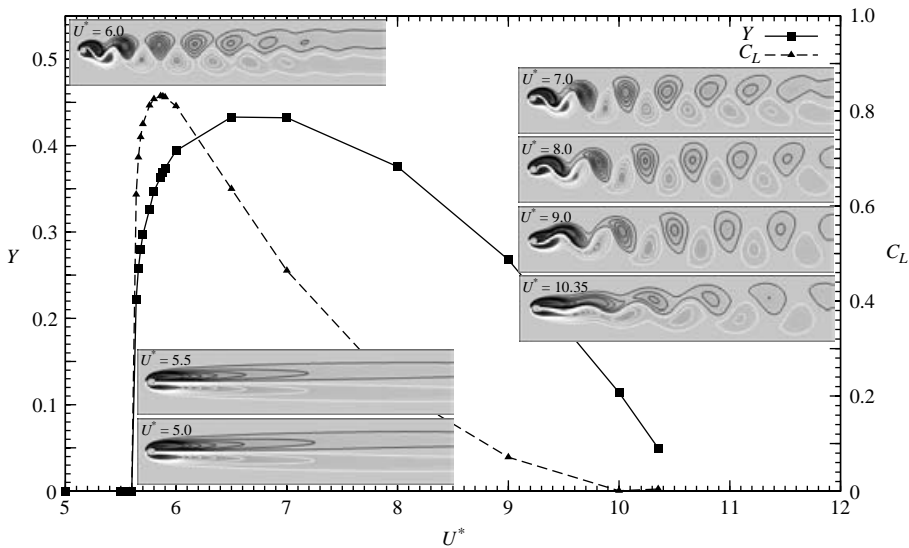 0.5
0.4
0.3
0.2
0.1
0
Y
1.0
0.8
0.6
0.4
0.2
0
C_L
5 6 7 8 9 10 11 12
U*
Y
C_L
U* = 6.0
U* = 7.0
U* = 8.0
U* = 9.0
U* = 10.35
U* = 5.5
U* = 5.0